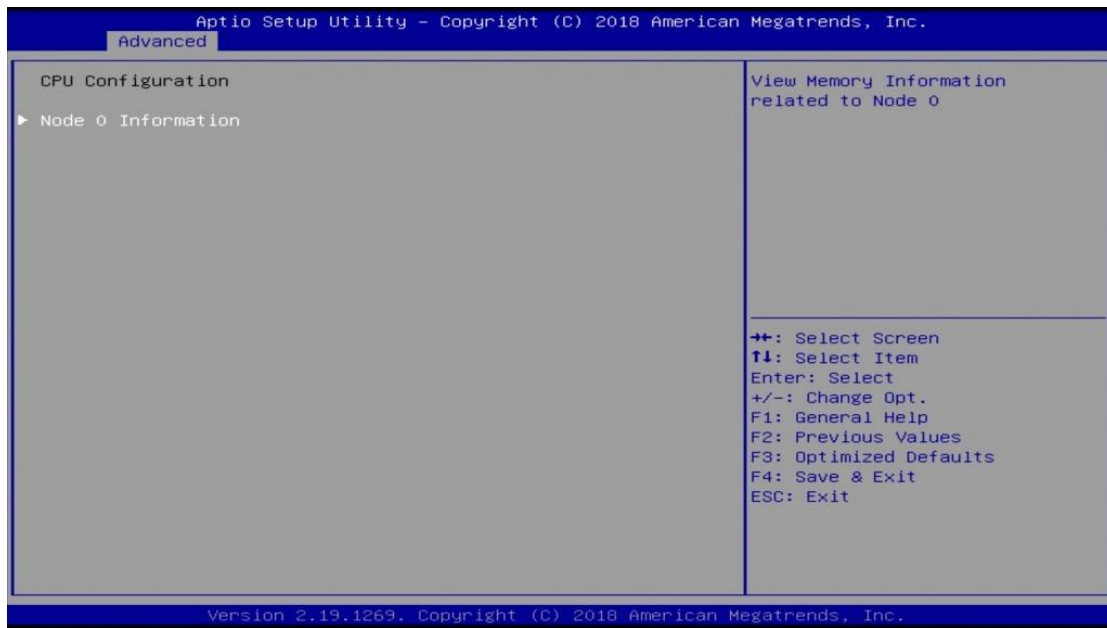 Aptio Setup Utility – Copyright (C) 2018 American Megatrends, Inc.
Advanced
CPU Configuration
► Node 0 Information
View Memory Information
related to Node 0
→←: Select Screen
↑↓: Select Item
Enter: Select
+/-: Change Opt.
F1: General Help
F2: Previous Values
F3: Optimized Defaults
F4: Save & Exit
ESC: Exit
Version 2.19.1269. Copyright (C) 2018 American Megatrends, Inc.